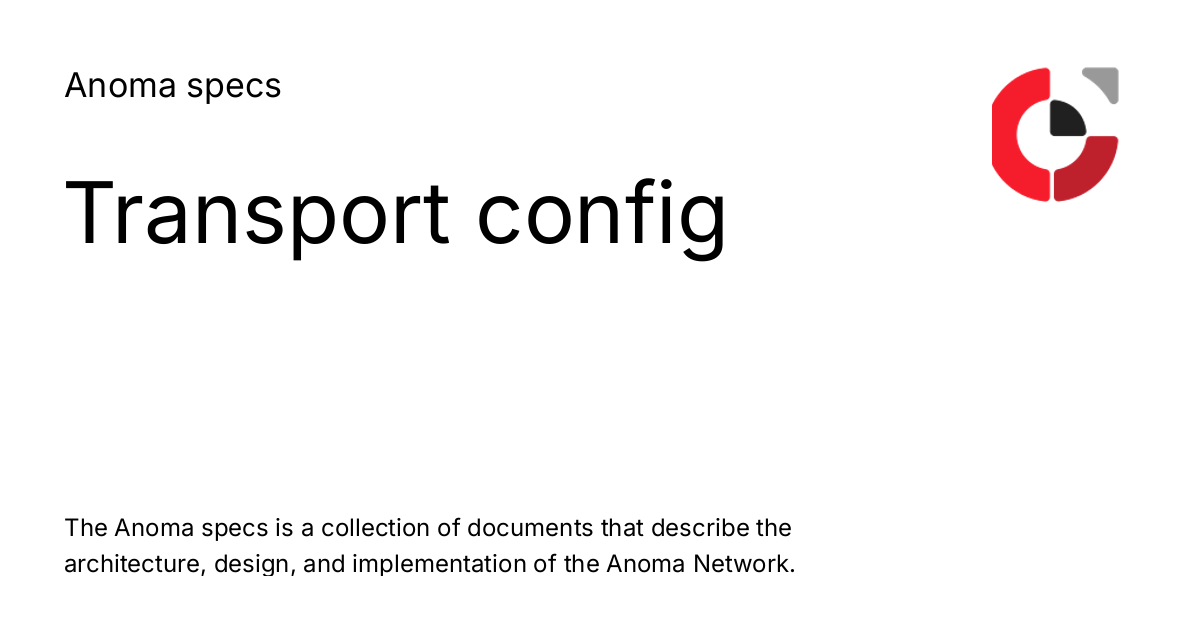 Anoma specs
Transport config
The Anoma specs is a collection of documents that describe the
architecture, design, and implementation of the Anoma Network.